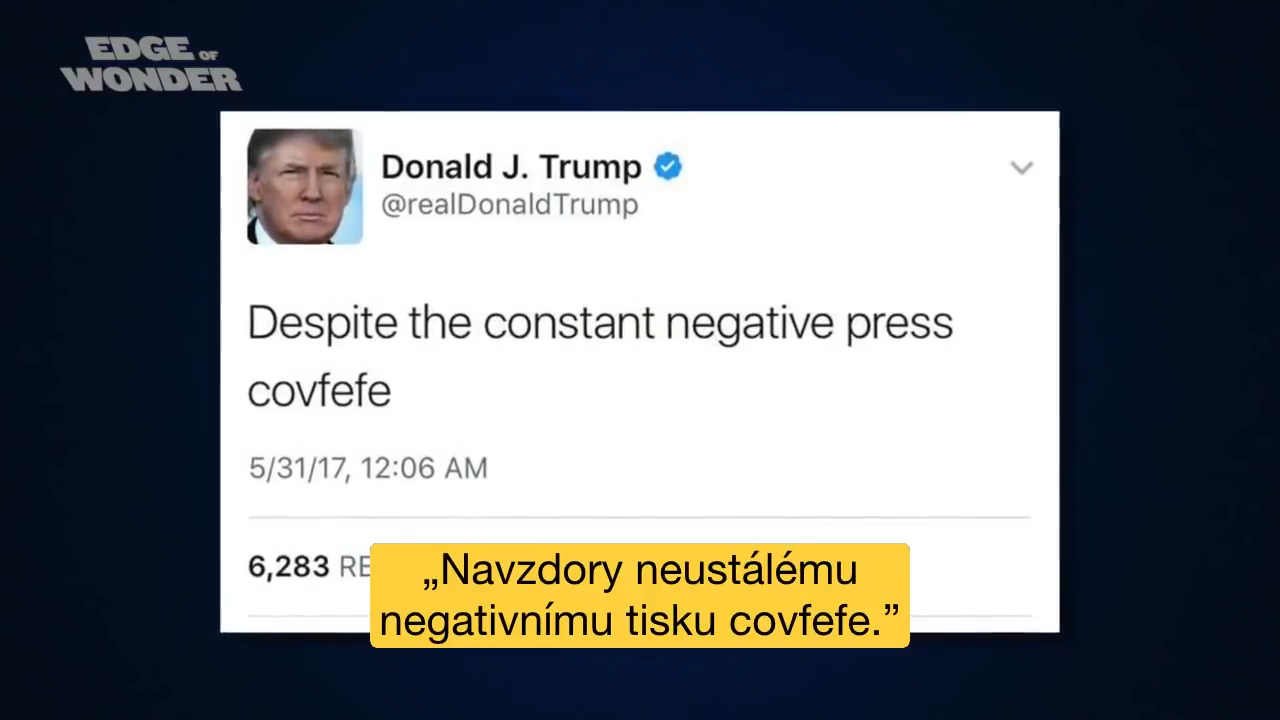 EDGE OF
WONDER
Donald J. Trump
@realDonaldTrump
Despite the constant negative press
covfefe
5/31/17, 12:06 AM
6,283 RE
„Navzdory neustálému
negativnímu tisku covfefe.”